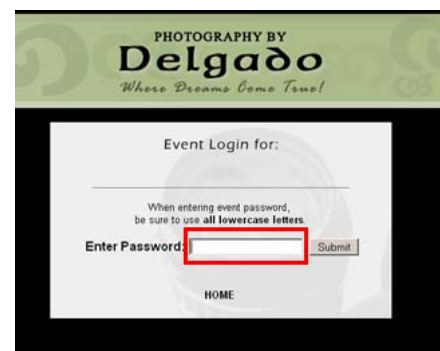 PHOTOGRAPHY BY
Delgado
Where Dreams Come True!
Event Login for:
When entering event password,
be sure to use all lowercase letters.
Enter Password: Submit
HOME